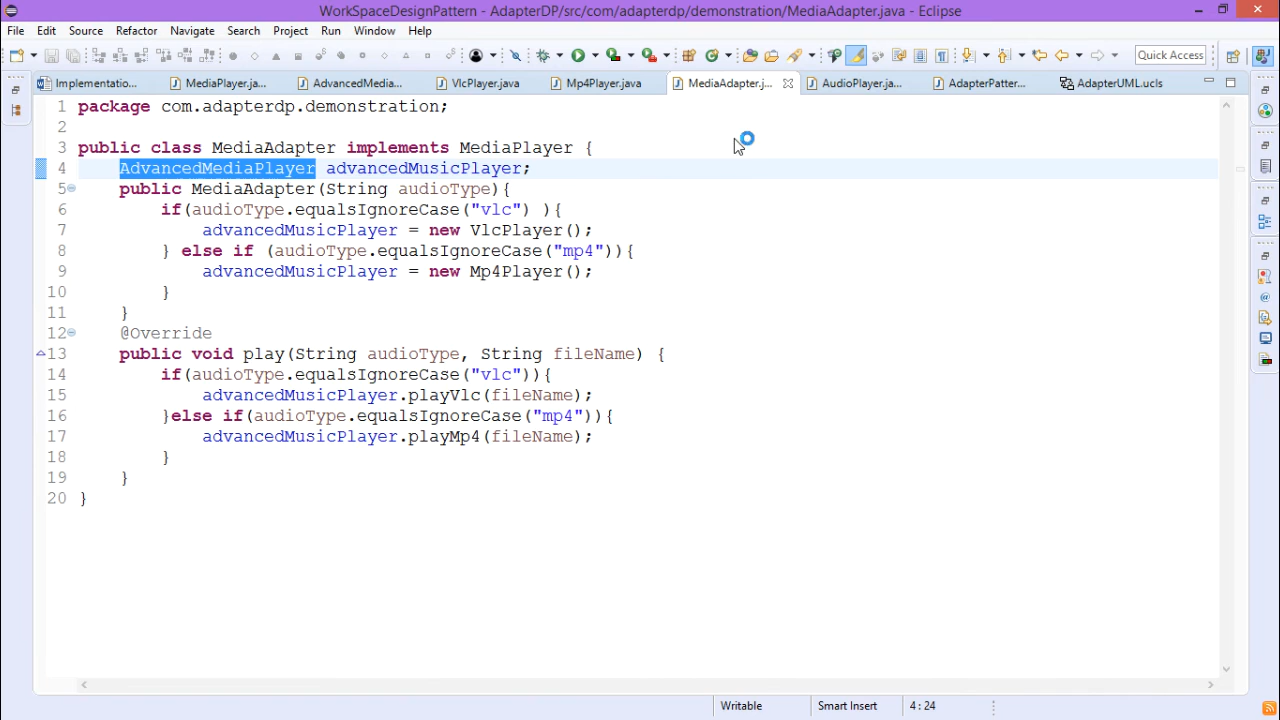 WorkSpaceDesignPattern - AdapterDP/src/com/adapterdp/demonstration/MediaAdapter.java - Eclipse
File Edit Source Refactor Navigate Search Project Run Window Help
Quick Access
Implementatio... MediaPlayer.ja... AdvancedMedia... VlcPlayer.java Mp4Player.java MediaAdapter.j... AudioPlayer.ja... AdapterPatter... AdapterUML.ucls
1 package com.adapterdp.demonstration;
2
3 public class MediaAdapter implements MediaPlayer {
4 AdvancedMediaPlayer advancedMusicPlayer;
5 public MediaAdapter(String audioType){
6 if(audioType.equalsIgnoreCase("vlc") ){
7 advancedMusicPlayer = new VlcPlayer();
8 } else if (audioType.equalsIgnoreCase("mp4")){
9 advancedMusicPlayer = new Mp4Player();
10 }
11 }
12 @Override
13 public void play(String audioType, String fileName) {
14 if(audioType.equalsIgnoreCase("vlc")){
15 advancedMusicPlayer.playVlc(fileName);
16 }else if(audioType.equalsIgnoreCase("mp4")){
17 advancedMusicPlayer.playMp4(fileName);
18 }
19 }
20 }
Writable Smart Insert 4 : 24